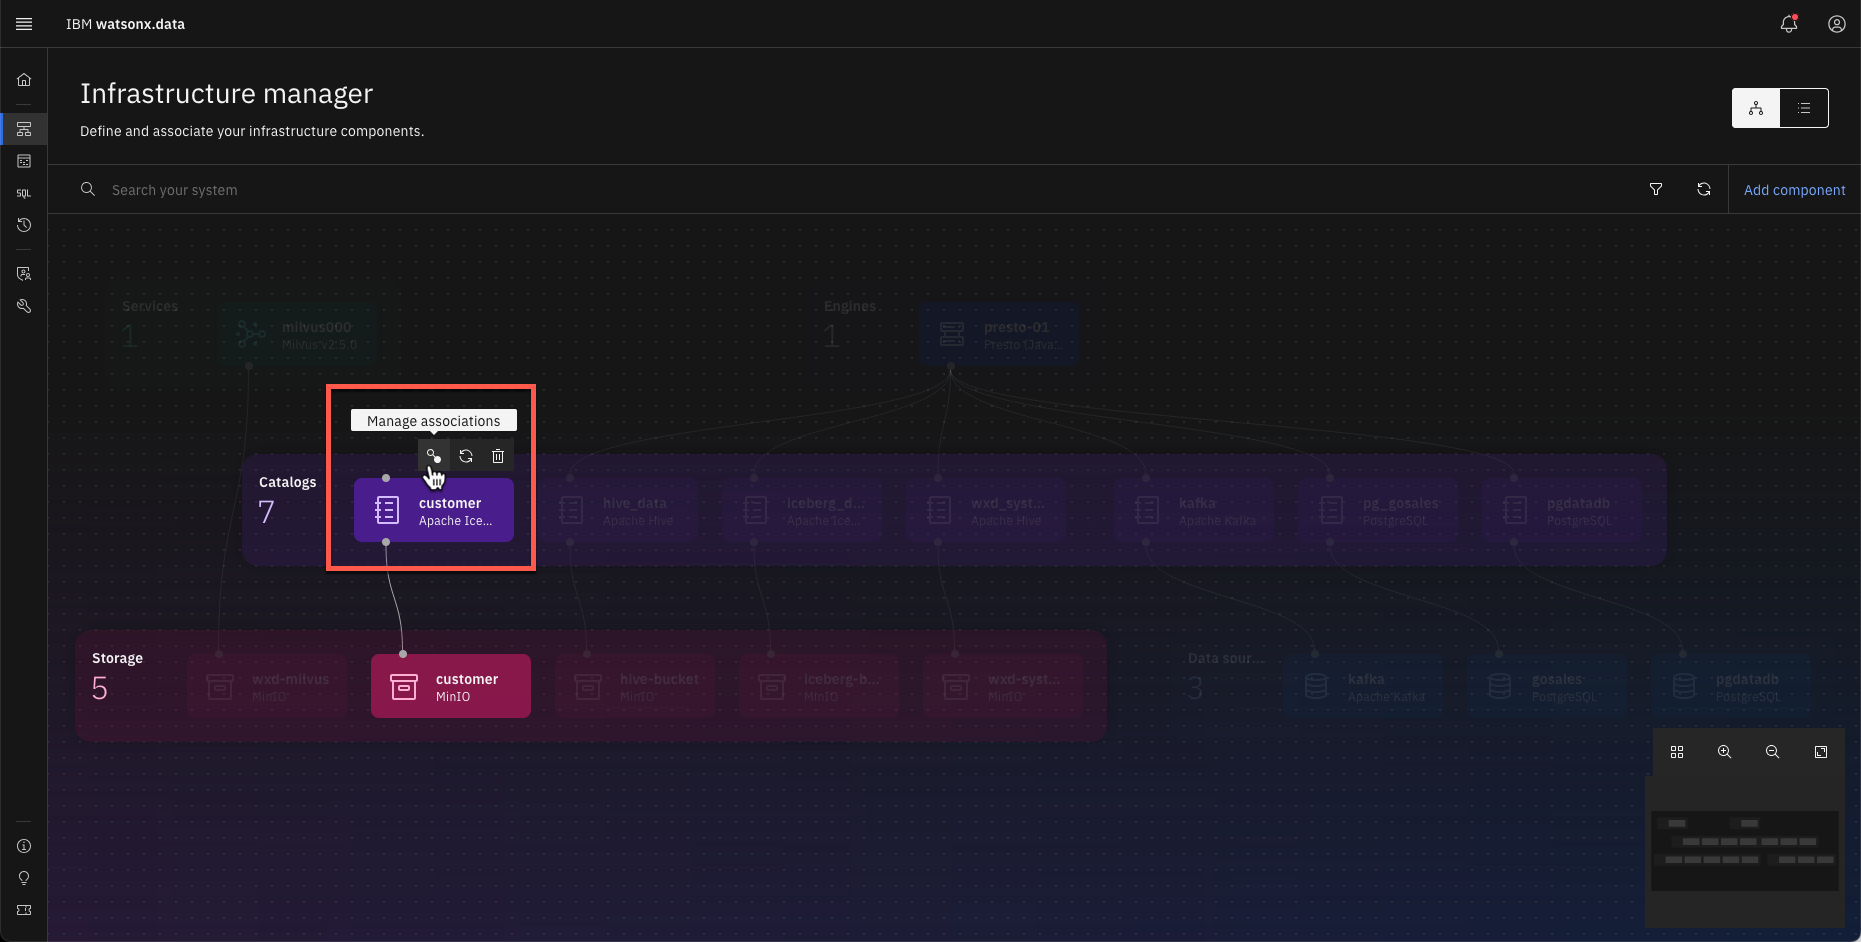 IBM watsonx.data
Infrastructure manager
Define and associate your infrastructure components.
SQL
Search your system
Add component
Services
1
milvus000
Milvus v2.5.0
Engines
1
presto-01
Presto (Java...
Manage associations
Catalogs
7
customer
Apache Ice...
hive_data
Apache Hive
iceberg_d...
Apache Ice...
wxd_syst...
Apache Hive
kafka
Apache Kafka
pg_gosales
PostgreSQL
pgdatadb
PostgreSQL
Storage
5
wxd-milvus
MinIO
customer
MinIO
hive-bucket
MinIO
iceberg-b...
MinIO
wxd-syst...
MinIO
Data sour...
3
kafka
Apache Kafka
gosales
PostgreSQL
pgdatadb
PostgreSQL